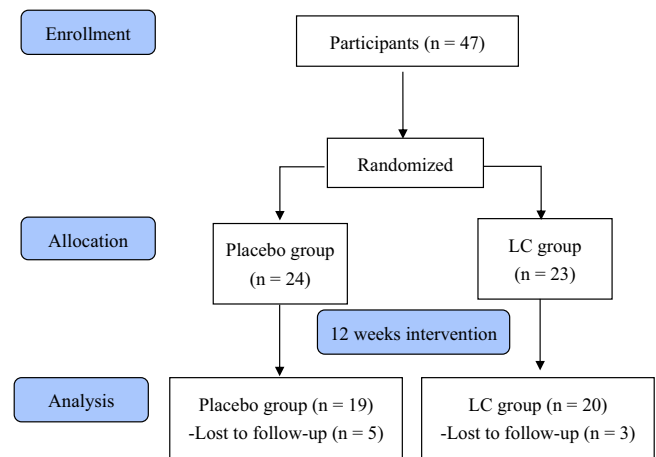 Enrollment
Participants (n = 47)
Randomized
Allocation
Placebo group
(n = 24)
LC group
(n = 23)
12 weeks intervention
Analysis
Placebo group (n = 19)
-Lost to follow-up (n = 5)
LC group (n = 20)
-Lost to follow-up (n = 3)